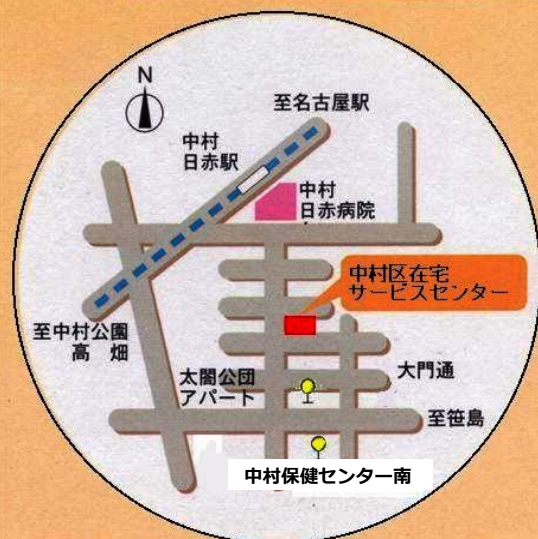 N
至名古屋駅
中村
日赤駅
中村
日赤病院
中村区在宅
サービスセンター
至中村公園
高 畑
太閤公団
アパート
大門通
至笹島
中村保健センター南